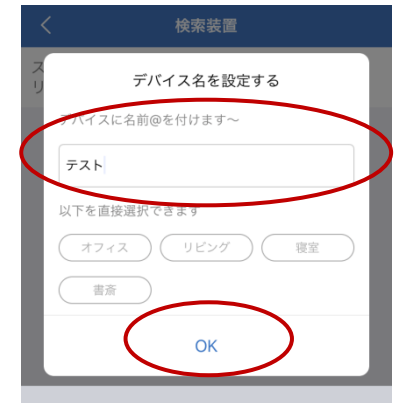 検索装置
ス
リ
デバイス名を設定する
デバイスに名前@を付けます～
テスト
以下を直接選択できます
オフィス
リビング
寝室
書斎
OK